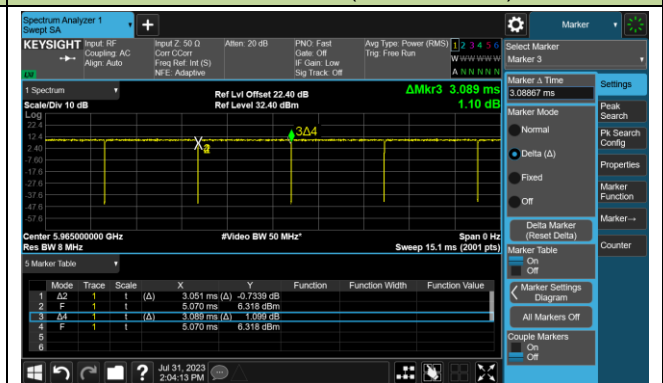 Spectrum Analyzer 1
Swept SA
+
Marker
KEYSIGHT Input: RF
Coupling: AC
Align: Auto
Input Z: 50 Ω
Corr CCorr
Freq Ref: Int (S)
NFE: Adaptive
Atten: 20 dB
PNO: Fast
Gate: Off
IF Gain: Low
Sig Track: Off
Avg Type: Power (RMS)
Trig: Free Run
1 2 3 4 5 6
W W W W W W
A N N N N N
Select Marker
Marker 3
1 Spectrum
Scale/Div 10 dB
Log
Ref Lvl Offset 22.40 dB
Ref Level 32.40 dBm
ΔMkr3 3.089 ms
1.10 dB
22.4
12.4
2.40
-7.60
-17.6
-27.6
-37.6
-47.6
-57.6
3Δ4
Center 5.965000000 GHz
Res BW 8 MHz
#Video BW 50 MHz*
Span 0 Hz
Sweep 15.1 ms (2001 pts)
5 Marker Table
Mode Trace Scale X Y Function Function Width Function Value
1 Δ2 1 t (Δ) 3.051 ms (Δ) -0.7339 dB
2 F 1 t 5.070 ms 6.318 dBm
3 Δ4 1 t (Δ) 3.089 ms (Δ) 1.099 dB
4 F 1 t 5.070 ms 6.318 dBm
5
6
Marker Δ Time
3.08867 ms
Marker Mode
Normal
Delta (Δ)
Fixed
Off
Delta Marker
(Reset Delta)
Marker Table
On
Off
Marker Settings
Diagram
All Markers Off
Couple Markers
On
Off
Settings
Peak
Search
Pk Search
Config
Properties
Marker
Function
Marker→
Counter
?
Jul 31, 2023
2:04:13 PM